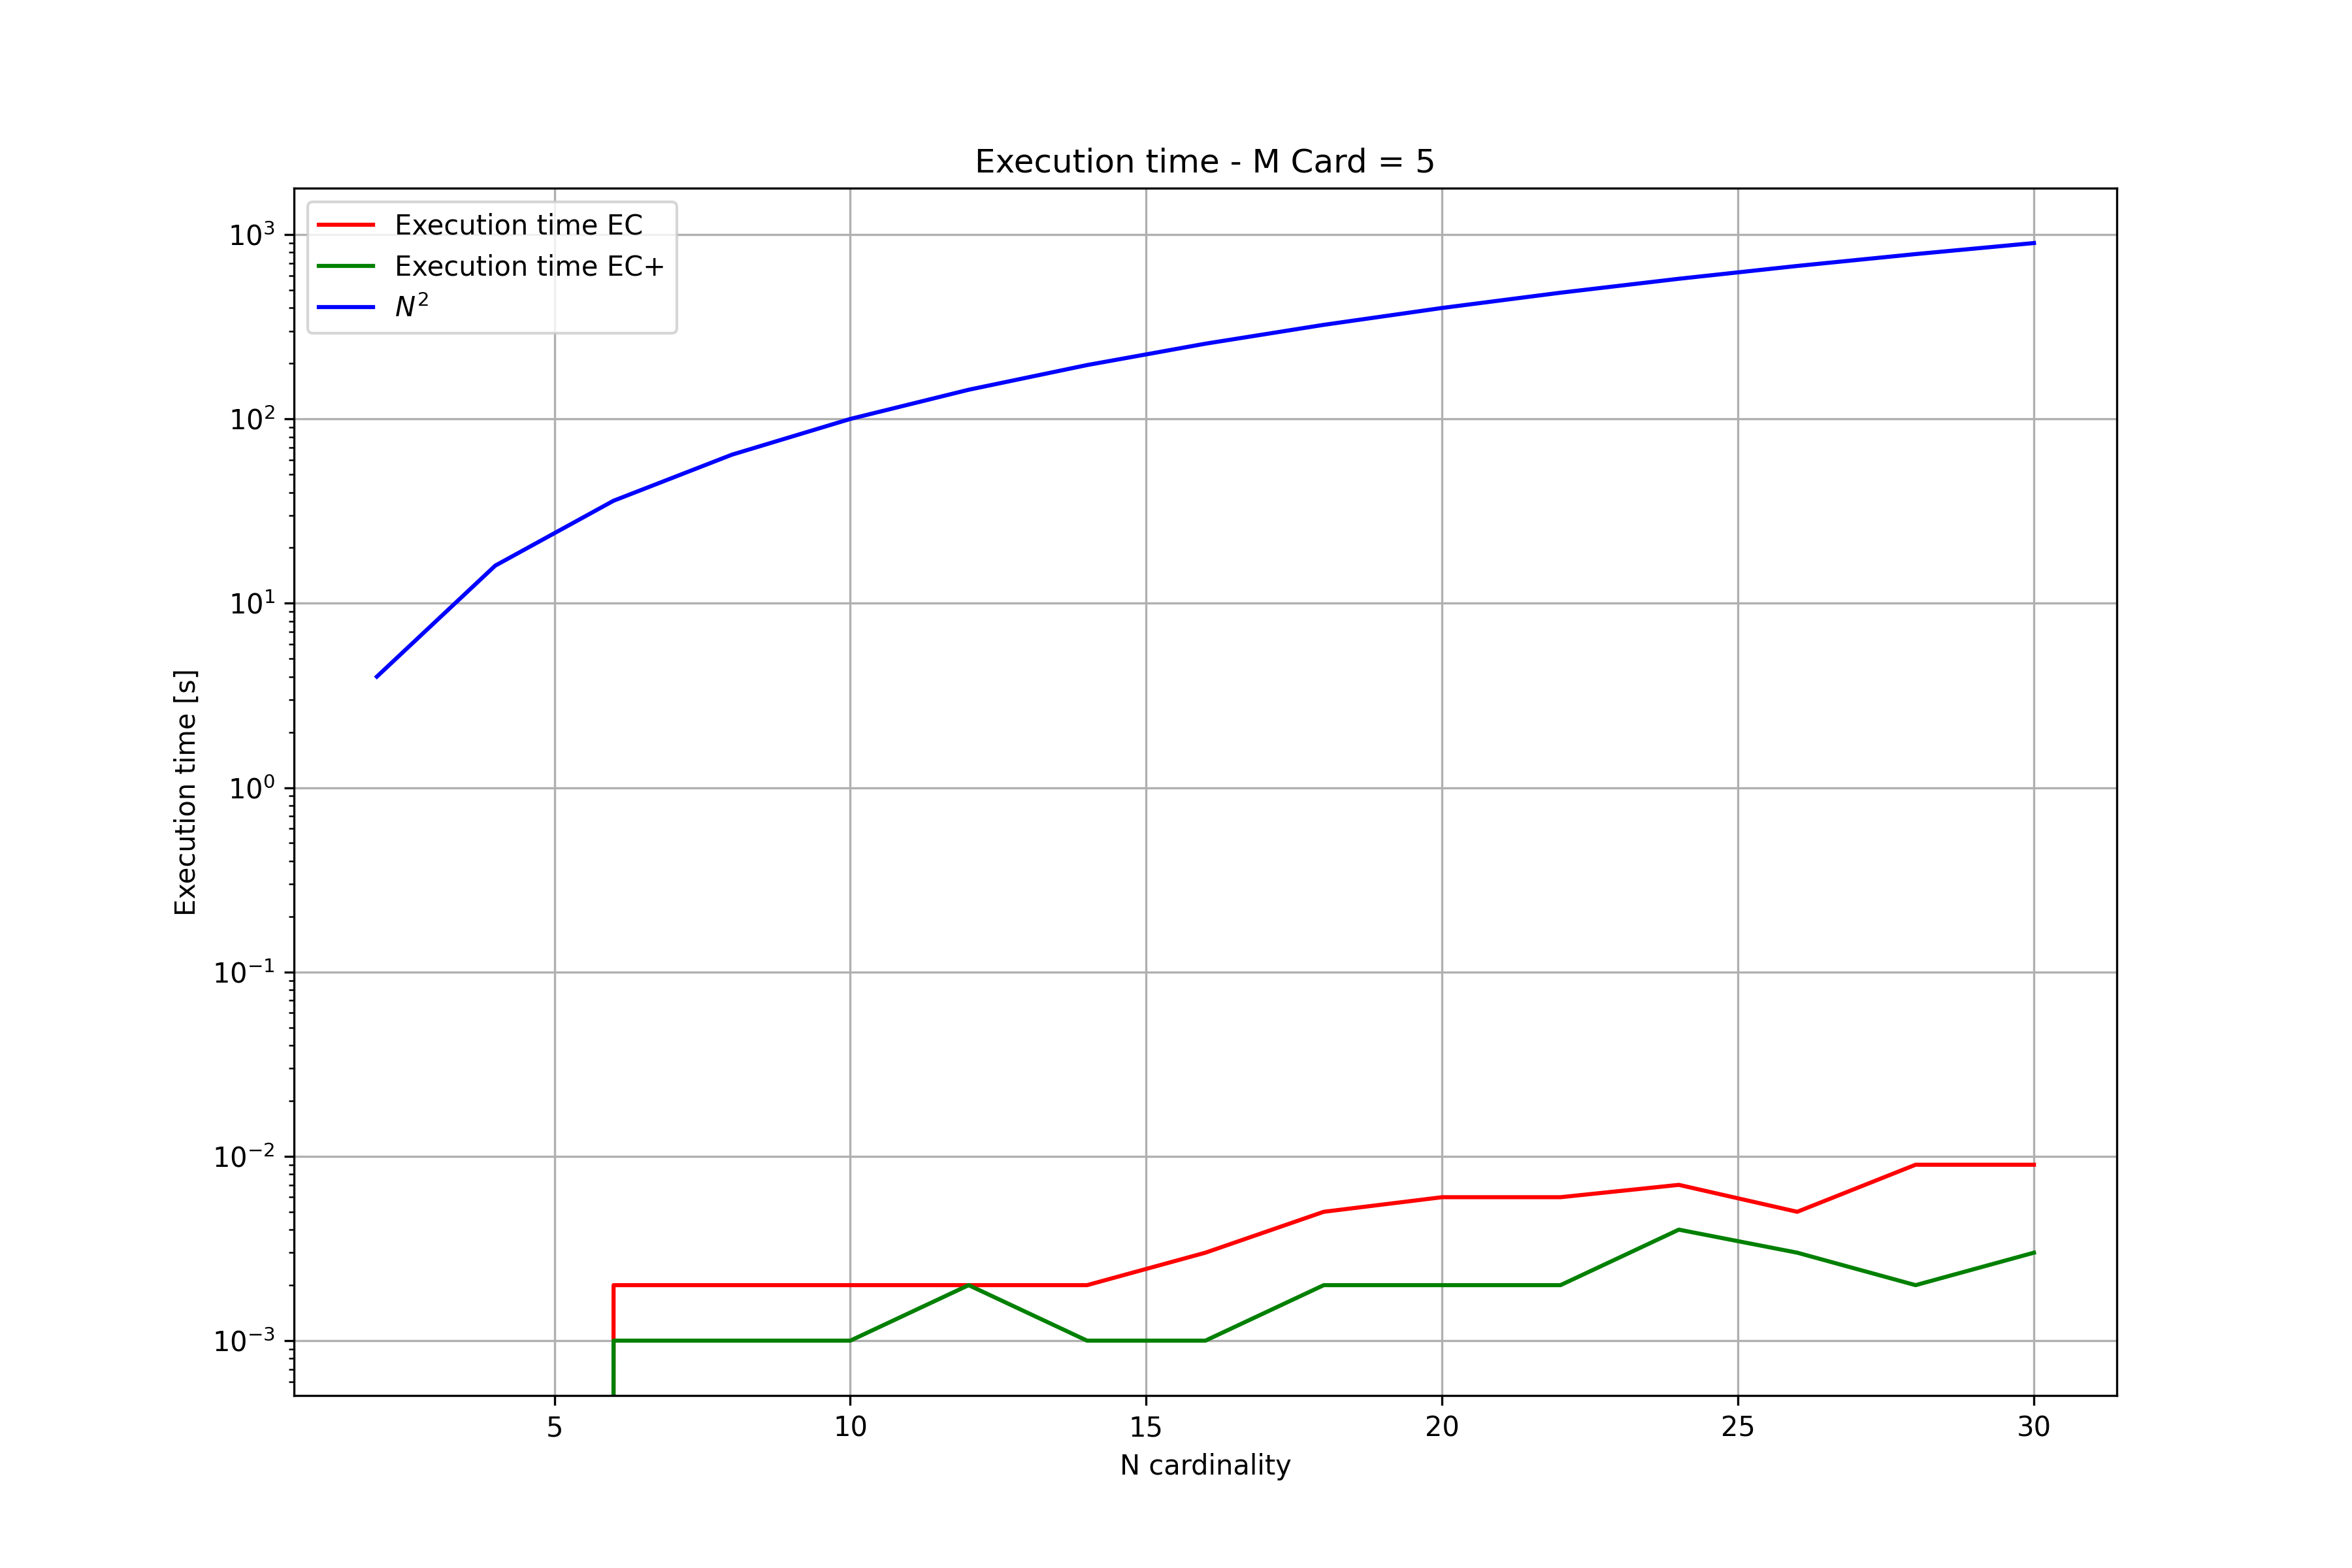 Execution time - M Card = 5
Execution time EC
Execution time EC+
N²
10³
10²
10¹
10⁰
10⁻¹
10⁻²
10⁻³
Execution time [s]
5 10 15 20 25 30
N cardinality